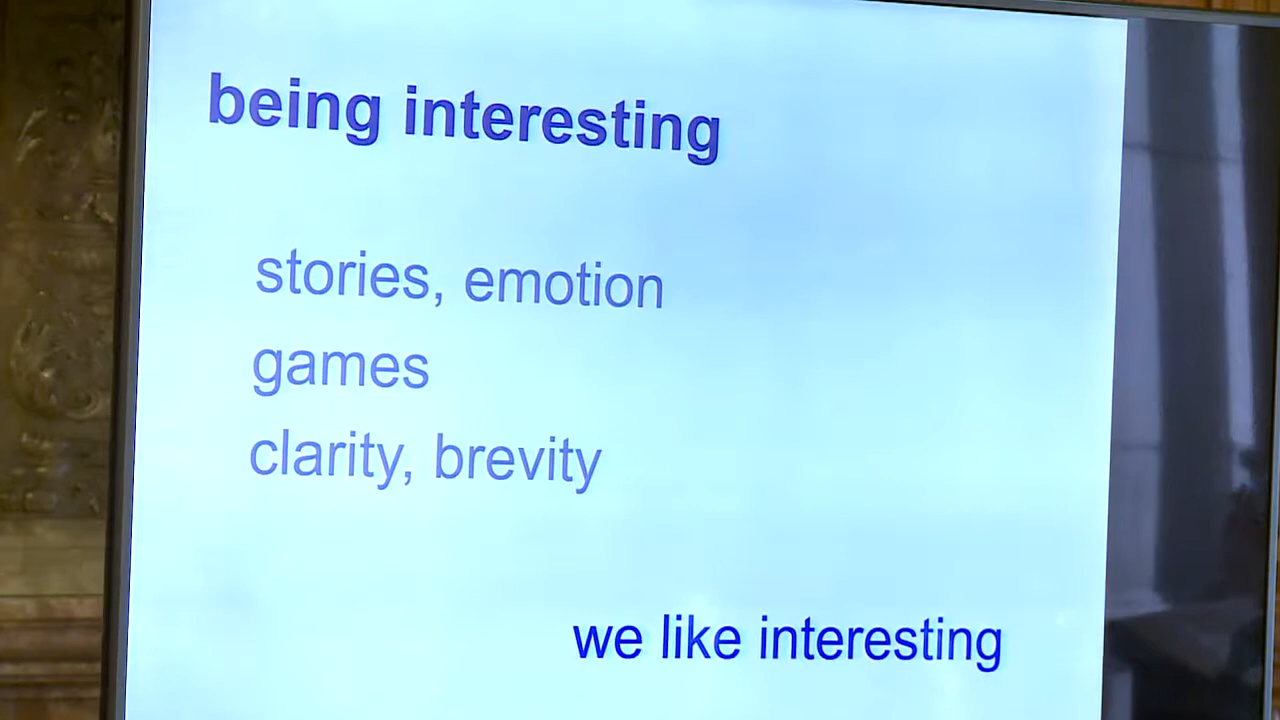 being interesting
stories, emotion
games
clarity, brevity
we like interesting